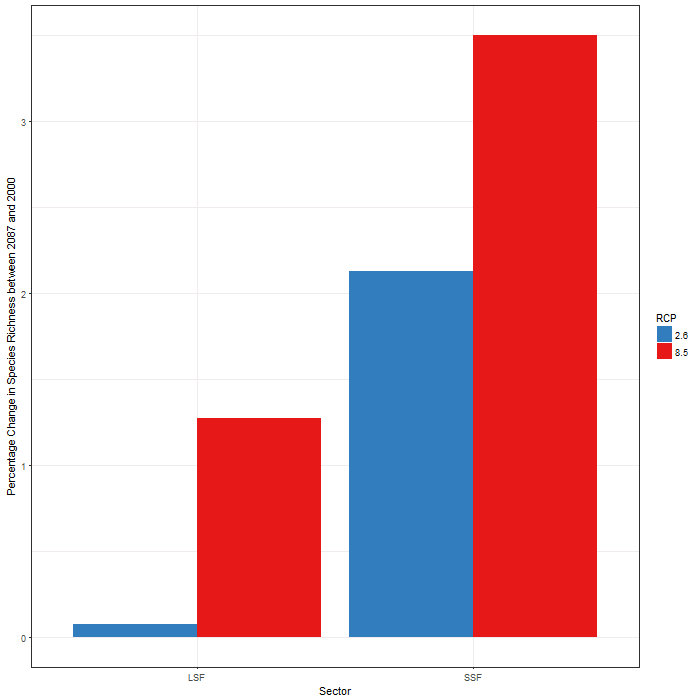 Percentage Change in Species Richness between 2087 and 2000
3
2
1
0
LSF SSF
Sector
RCP
2.6
8.5